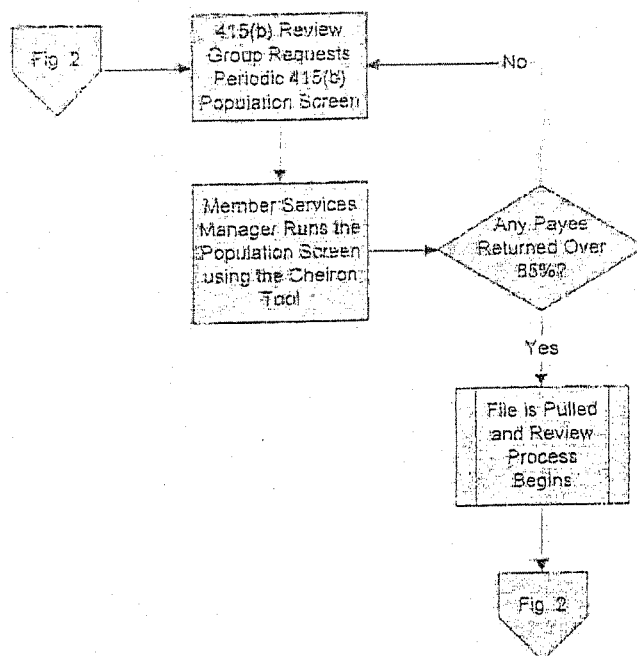 Fig. 2
415(b) Review
Group Requests
Periodic 415(b)
Population Screen
No
Member Services
Manager Runs the
Population Screen
using the Cheiron
Tool
Any Payee
Returned Over
85%?
Yes
File is Pulled
and Review
Process
Begins
Fig. 2